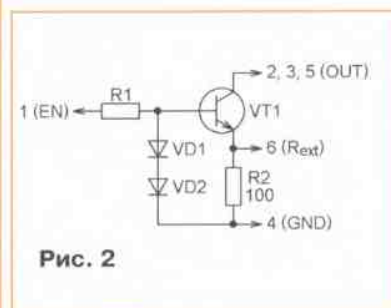 2, 3, 5 (OUT)
R1
1 (EN)
VT1
VD1
6 (Rext)
VD2
R2
100
4 (GND)
Рис. 2